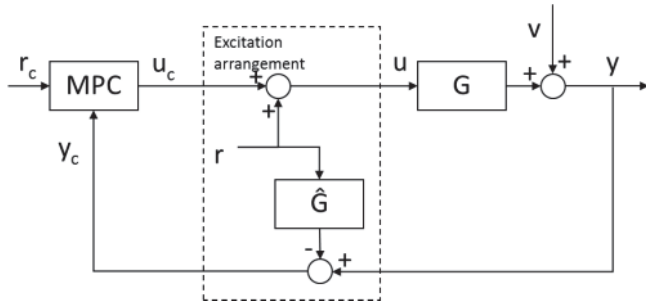 Excitation
arrangement
v
r_c
MPC
u_c
+
+
u
G
+
+
y
y_c
r
Ĝ
-
+